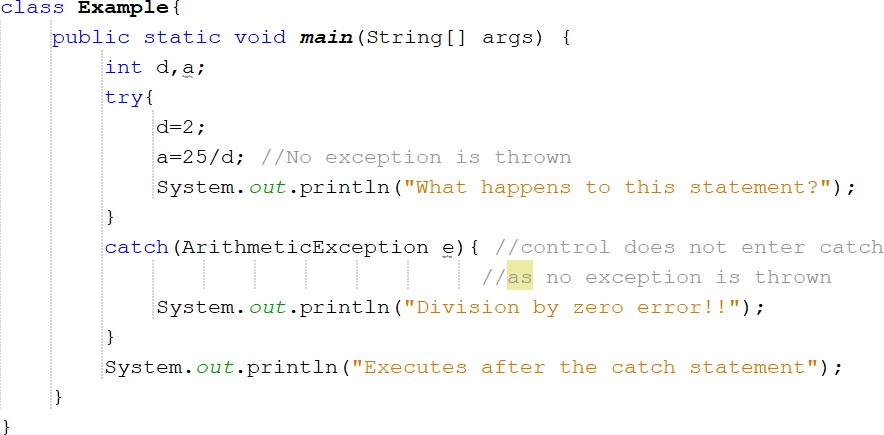 class Example{
public static void main(String[] args) {
int d,a;
try{
d=2;
a=25/d; //No exception is thrown
System.out.println("What happens to this statement?");
}
catch(ArithmeticException e){ //control does not enter catch
//as no exception is thrown
System.out.println("Division by zero error!!");
}
System.out.println("Executes after the catch statement");
}
}